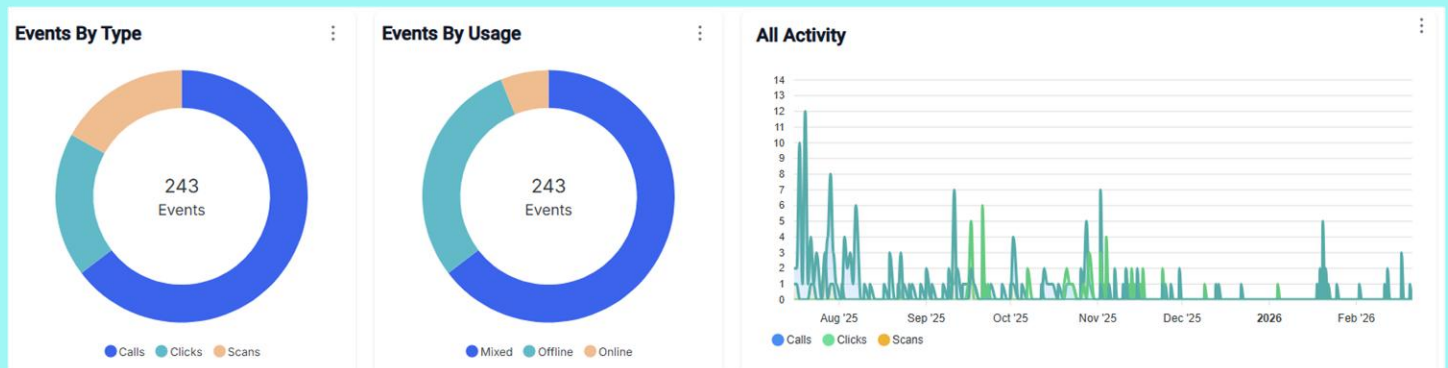 Events By Type
243
Events
Calls Clicks Scans
Events By Usage
243
Events
Mixed Offline Online
All Activity
14
13
12
11
10
9
8
7
6
5
4
3
2
1
0
Aug '25 Sep '25 Oct '25 Nov '25 Dec '25 2026 Feb '26
Calls Clicks Scans